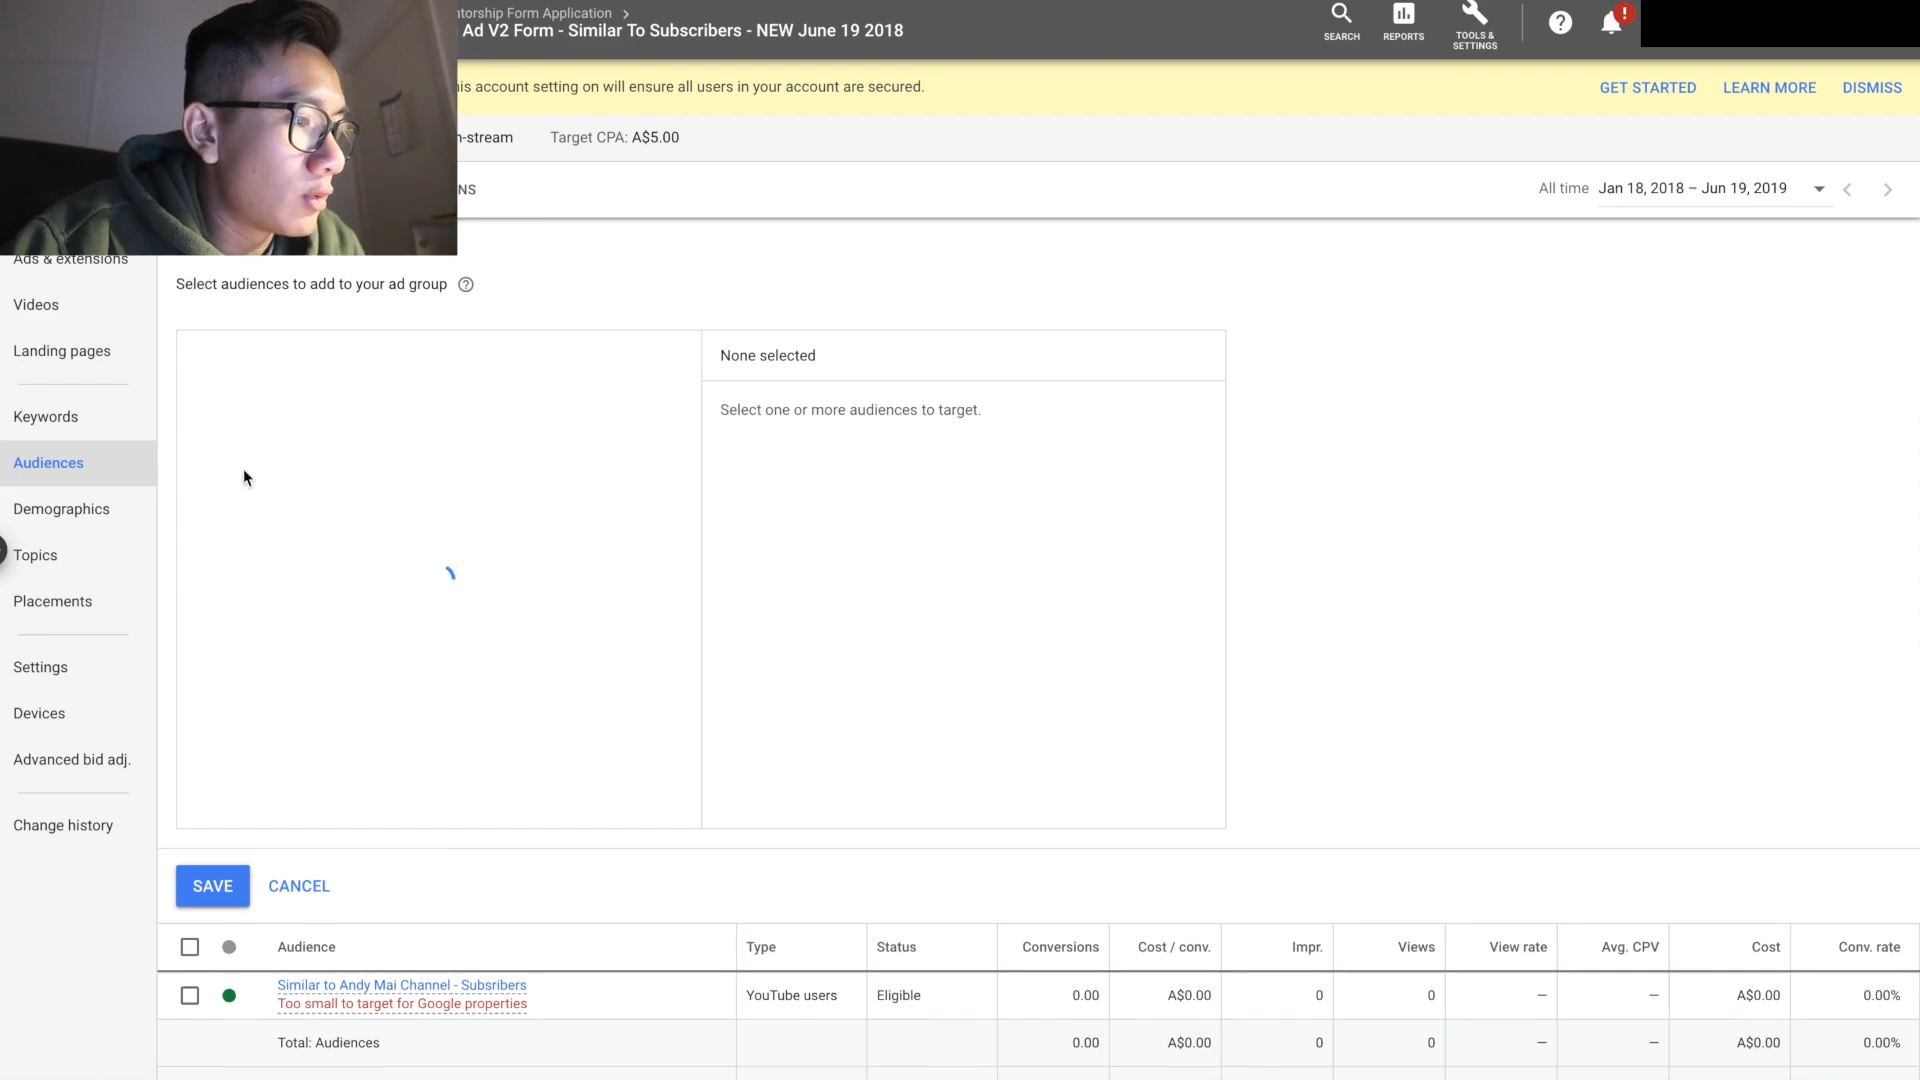 ntorship Form Application
Ad V2 Form - Similar To Subscribers - NEW June 19 2018
SEARCH
REPORTS
TOOLS &
SETTINGS
his account setting on will ensure all users in your account are secured.
GET STARTED
LEARN MORE
DISMISS
n-stream
Target CPA: A$5.00
NS
All time Jan 18, 2018 – Jun 19, 2019
Ads & extensions
Videos
Landing pages
Keywords
Audiences
Demographics
Topics
Placements
Settings
Devices
Advanced bid adj.
Change history
Select audiences to add to your ad group
None selected
Select one or more audiences to target.
SAVE
CANCEL
Audience Type Status Conversions Cost / conv. Impr. Views View rate Avg. CPV Cost Conv. rate
Similar to Andy Mai Channel - Subsribers
Too small to target for Google properties
YouTube users Eligible 0.00 A$0.00 0 0 — — A$0.00 0.00%
Total: Audiences 0.00 A$0.00 0 0 — — A$0.00 0.00%